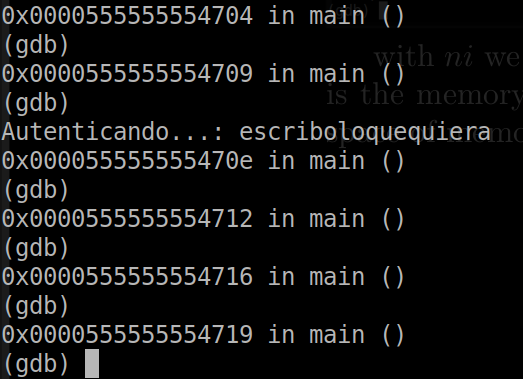 0x0000555555554704 in main ()
(gdb)
with ni we
0x0000555555554709 in main ()
(gdb)
is the memory
Autenticando...: escriboloqueqiera
0x000055555555470e in main ()
(gdb)
0x0000555555554712 in main ()
(gdb)
0x0000555555554716 in main ()
(gdb)
0x0000555555554719 in main ()
(gdb)